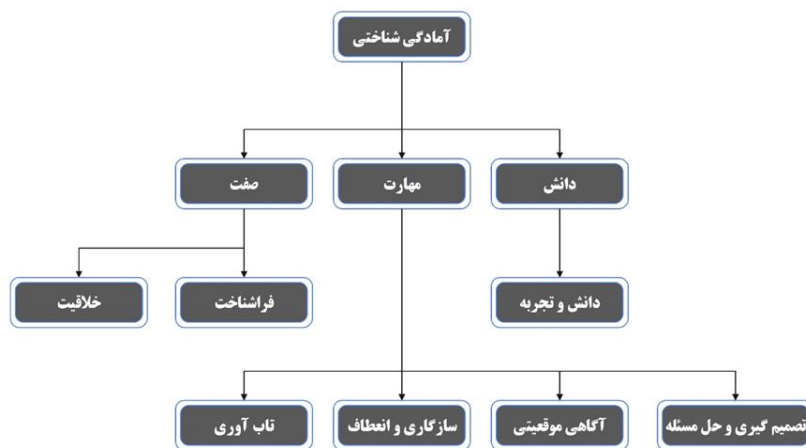 آمادگی شناختی
دانش
مهارت
صفت
دانش و تجربه
فراشناخت
خلاقیت
تصمیم گیری و حل مسئله
آگاهی موقعیتی
سازگاری و انعطاف
تاب آوری